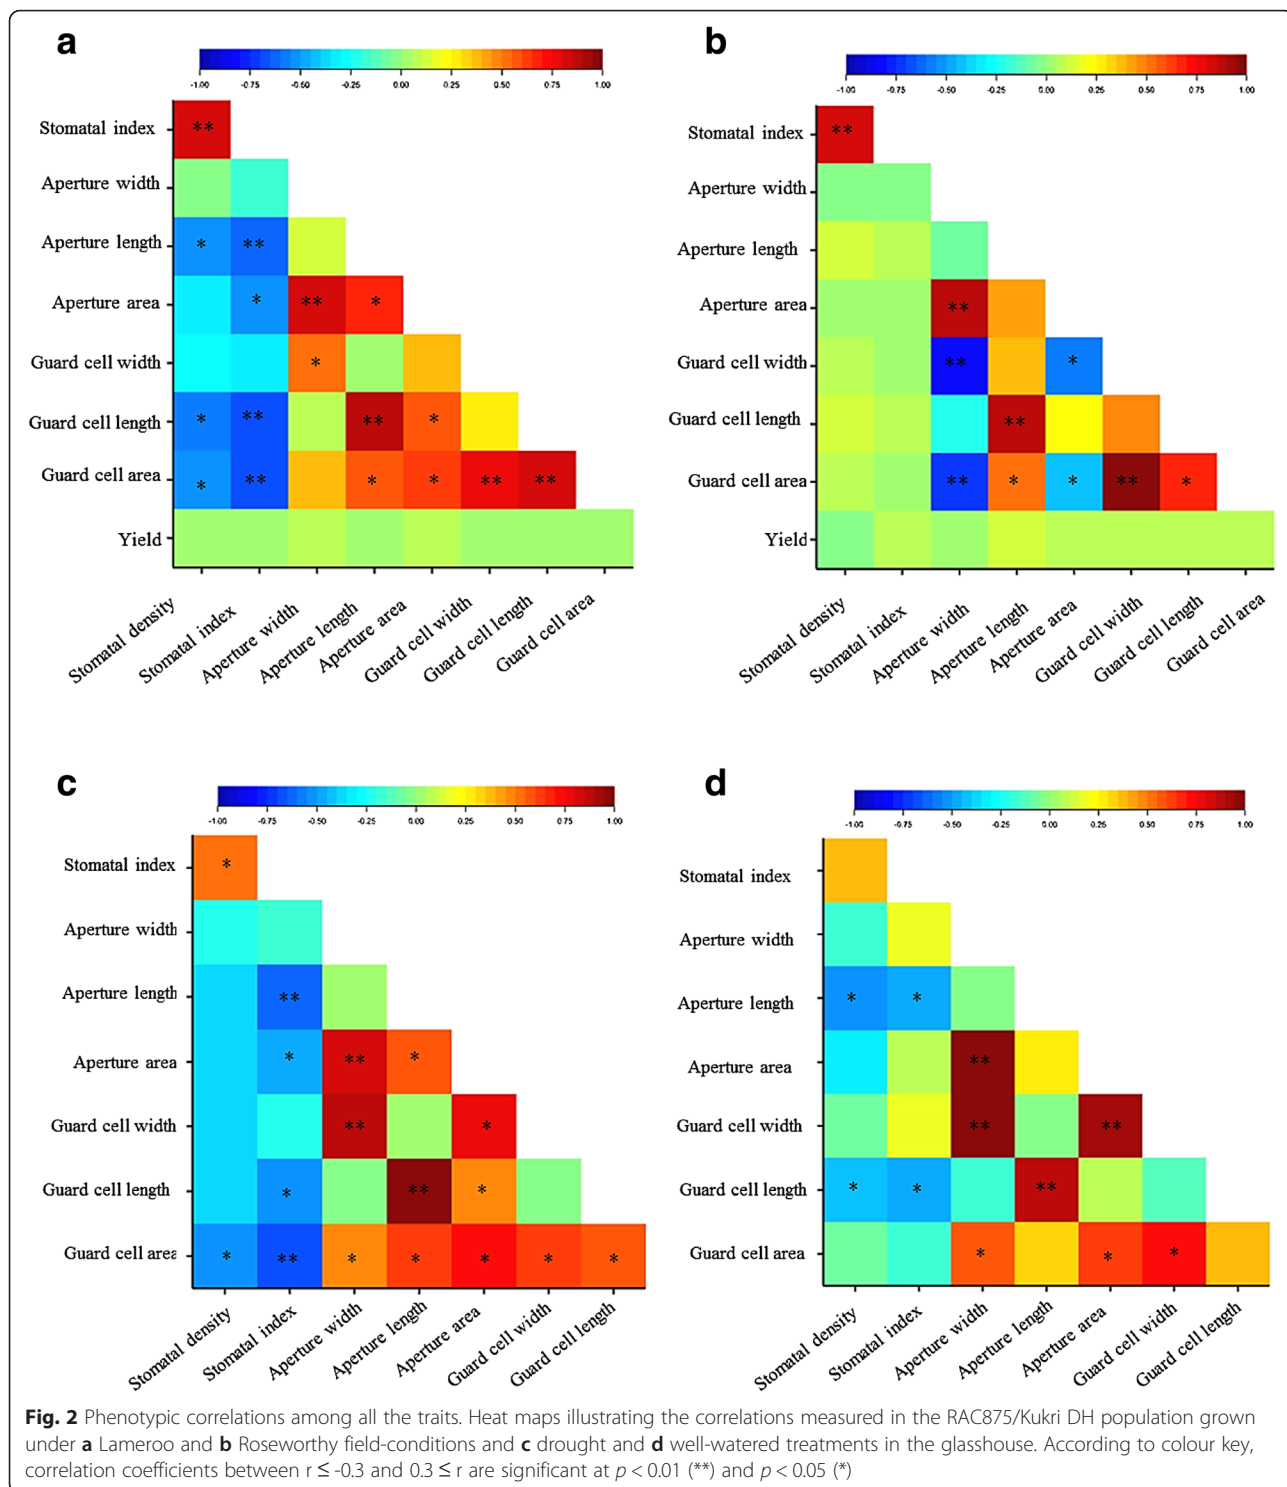 a
-1.00 -0.75 -0.50 -0.25 0.00 0.25 0.50 0.75 1.00
Stomatal index **
Aperture width
Aperture length * **
Aperture area * ** *
Guard cell width *
Guard cell length * ** ** *
Guard cell area * ** * * ** **
Yield
Stomatal density
Stomatal index
Aperture width
Aperture length
Aperture area
Guard cell width
Guard cell length
Guard cell area
b
-1.00 -0.75 -0.50 -0.25 0.00 0.25 0.50 0.75 1.00
Stomatal index **
Aperture width
Aperture length
Aperture area **
Guard cell width ** *
Guard cell length **
Guard cell area ** * * ** *
Yield
Stomatal density
Stomatal index
Aperture width
Aperture length
Aperture area
Guard cell width
Guard cell length
Guard cell area
c
-1.00 -0.75 -0.50 -0.25 0.00 0.25 0.50 0.75 1.00
Stomatal index *
Aperture width
Aperture length **
Aperture area * ** *
Guard cell width ** *
Guard cell length * ** *
Guard cell area * ** * * * * *
Stomatal density
Stomatal index
Aperture width
Aperture length
Aperture area
Guard cell width
Guard cell length
d
-1.00 -0.75 -0.50 -0.25 0.00 0.25 0.50 0.75 1.00
Stomatal index
Aperture width
Aperture length * *
Aperture area **
Guard cell width ** **
Guard cell length * * **
Guard cell area * * *
Stomatal density
Stomatal index
Aperture width
Aperture length
Aperture area
Guard cell width
Guard cell length
Fig. 2 Phenotypic correlations among all the traits. Heat maps illustrating the correlations measured in the RAC875/Kukri DH population grown
under a Lameroo and b Roseworthy field-conditions and c drought and d well-watered treatments in the glasshouse. According to colour key,
correlation coefficients between r ≤ -0.3 and 0.3 ≤ r are significant at p < 0.01 (**) and p < 0.05 (*)